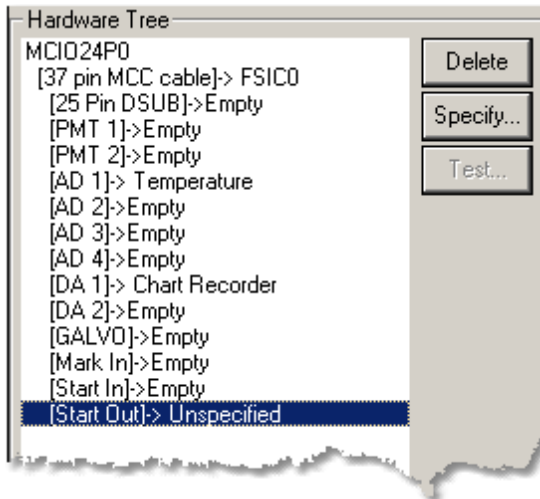 Hardware Tree
MCIO24P0
[37 pin MCC cable]-> FSIC0
[25 Pin DSUB]->Empty
[PMT 1]->Empty
[PMT 2]->Empty
[AD 1]-> Temperature
[AD 2]->Empty
[AD 3]->Empty
[AD 4]->Empty
[DA 1]-> Chart Recorder
[DA 2]->Empty
[GALVO]->Empty
[Mark In]->Empty
[Start In]->Empty
[Start Out]-> Unspecified
Delete
Specify...
Test...